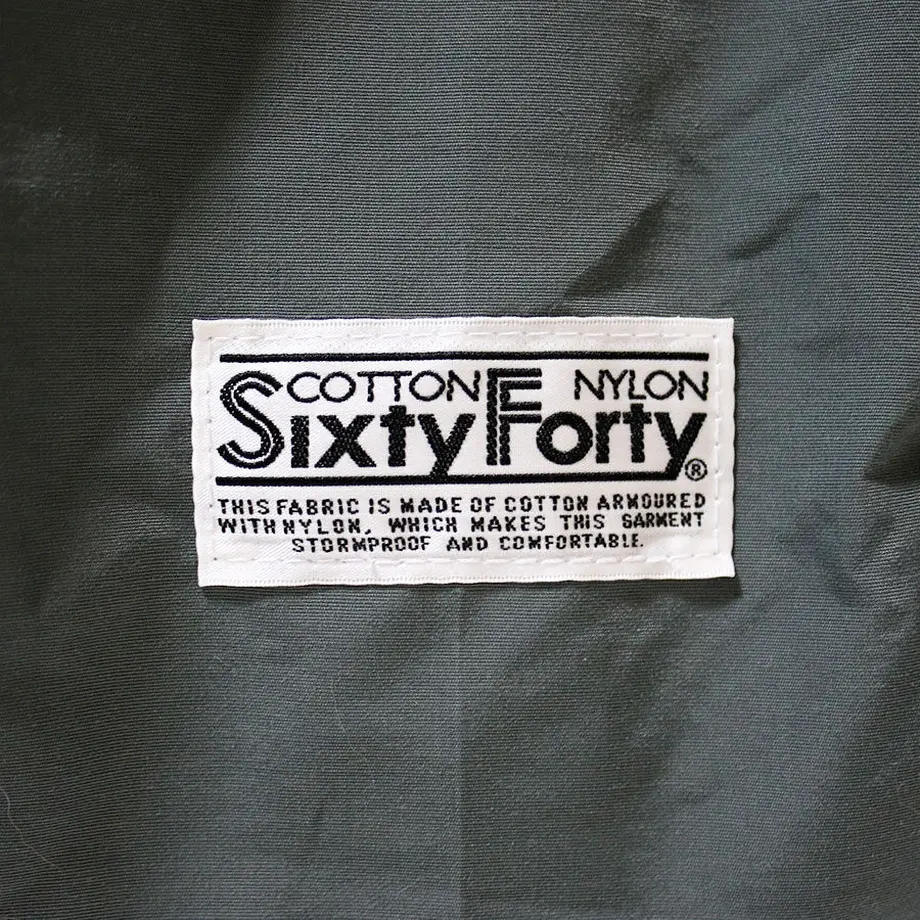 COTTON NYLON
Sixty Forty®
THIS FABRIC IS MADE OF COTTON ARMOURED
WITH NYLON, WHICH MAKES THIS GARMENT
STORMPROOF AND COMFORTABLE.